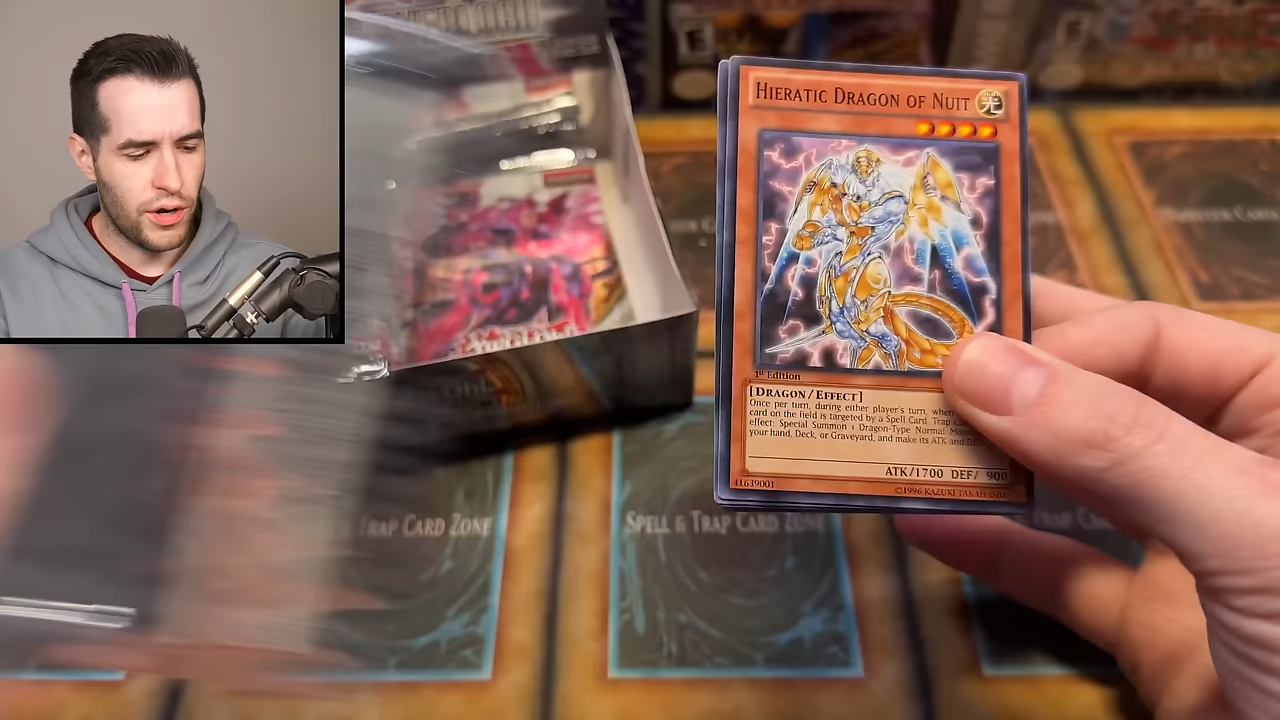 HIERATIC DRAGON OF NUIT
光
1st Edition
[DRAGON/EFFECT]
Once per turn, during either player's turn, when
card on the field is targeted by a Spell Card, Trap
effect: Special Summon 1 Dragon-Type Normal
your hand, Deck, or Graveyard, and make its ATK and
ATK/1700 DEF/ 900
41639001
©1996 KAZUKI
TRAP CARD ZONE
SPELL & TRAP CARD ZONE
MONSTER CARD